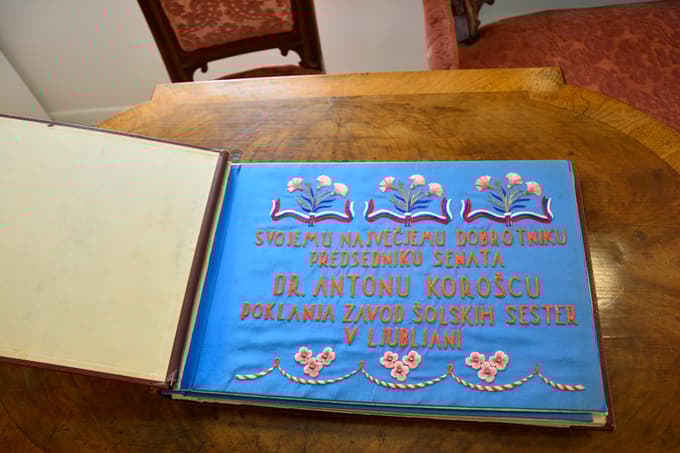 SVOJEMU NAJVEČJEMU DOBROTNIKU
PREDSEDNIKU SENATA
DR. ANTONU KOROŠCU
POKLANJA ZAVOD ŠOLSKIH SESTER
V LJUBLJANI